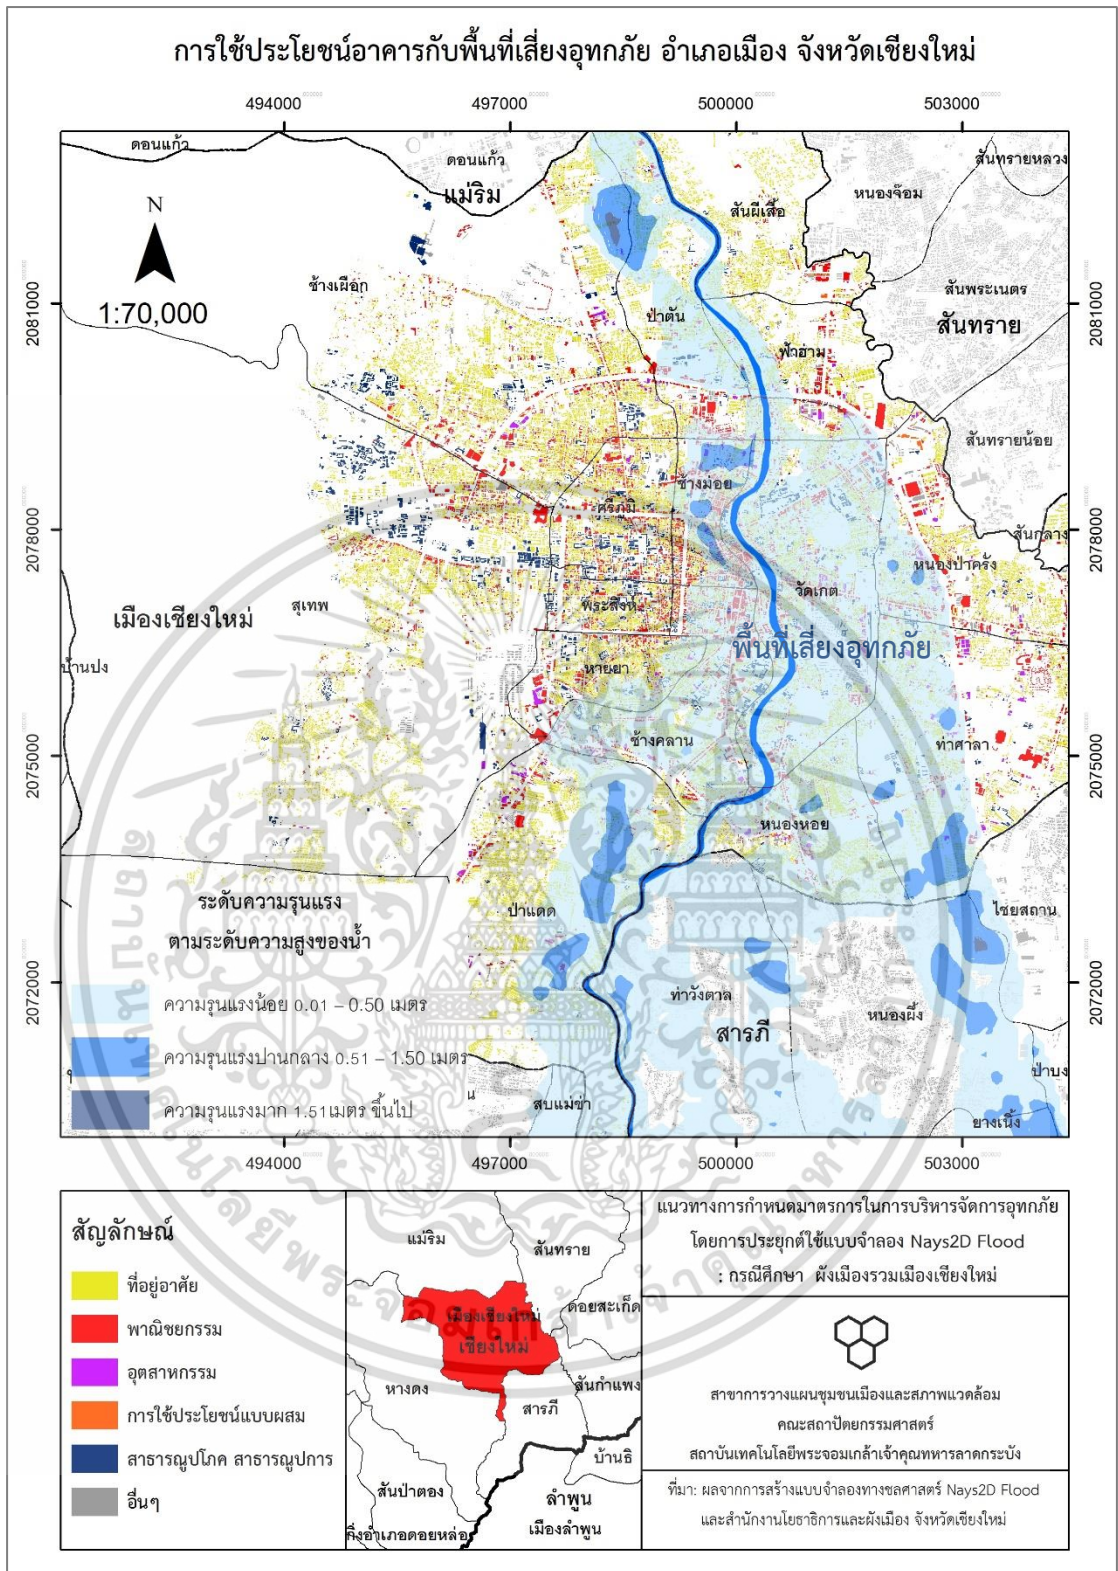 การใช้ประโยชน์อาคารกับพื้นที่เสี่ยงอุทกภัย อำเภอเมือง จังหวัดเชียงใหม่
494000 497000 500000 503000
ดอนแก้ว
ดอนแก้ว
แม่ริม
สันทรายหลวง
หนองจ๊อม
สันผีเสื้อ
N
1:70,000
ช้างเผือก
สันพระเนตร
สันทราย
ป่าตัน
ฟ้าฮ่าม
2081000
2081000
สันทรายน้อย
ช้างม่อย
ศรีภูมิ
2078000
2078000
สันกลาง
หนองป่าครั่ง
วัดเกต
พระสิงห์
สุเทพ
เมืองเชียงใหม่
พื้นที่เสี่ยงอุทกภัย
บ้านปง
หายยา
ช้างคลาน
ท่าศาลา
2075000
2075000
หนองหอย
ป่าแดด
ไชยสถาน
ระดับความรุนแรง
ตามระดับความสูงของน้ำ
2072000
2072000
ท่าวังตาล
หนองผึ้ง
สารภี
ความรุนแรงน้อย 0.01 – 0.50 เมตร
ความรุนแรงปานกลาง 0.51 – 1.50 เมตร
ความรุนแรงมาก 1.51เมตร ขึ้นไป
ป่าบง
สบแม่ข่า
ยางเนิ้ง
494000 497000 500000 503000
สัญลักษณ์
ที่อยู่อาศัย
พาณิชยกรรม
อุตสาหกรรม
การใช้ประโยชน์แบบผสม
สาธารณูปโภค สาธารณูปการ
อื่นๆ
แม่ริม
สันทราย
ดอยสะเก็ด
เมืองเชียงใหม่
เชียงใหม่
สันกำแพง
หางดง
สารภี
บ้านธิ
สันป่าตอง
ลำพูน
เมืองลำพูน
กิ่งอำเภอดอยหล่อ
แนวทางการกำหนดมาตรการในการบริหารจัดการอุทกภัย
โดยการประยุกต์ใช้แบบจำลอง Nays2D Flood
: กรณีศึกษา ผังเมืองรวมเมืองเชียงใหม่
สาขาการวางแผนชุมชนเมืองและสภาพแวดล้อม
คณะสถาปัตยกรรมศาสตร์
สถาบันเทคโนโลยีพระจอมเกล้าเจ้าคุณทหารลาดกระบัง
ที่มา: ผลจากการสร้างแบบจำลองทางชลศาสตร์ Nays2D Flood
และสำนักงานโยธาธิการและผังเมือง จังหวัดเชียงใหม่
สถาบันเทคโนโลยีพระจอมเกล้าเจ้าคุณทหารลาดกระบัง